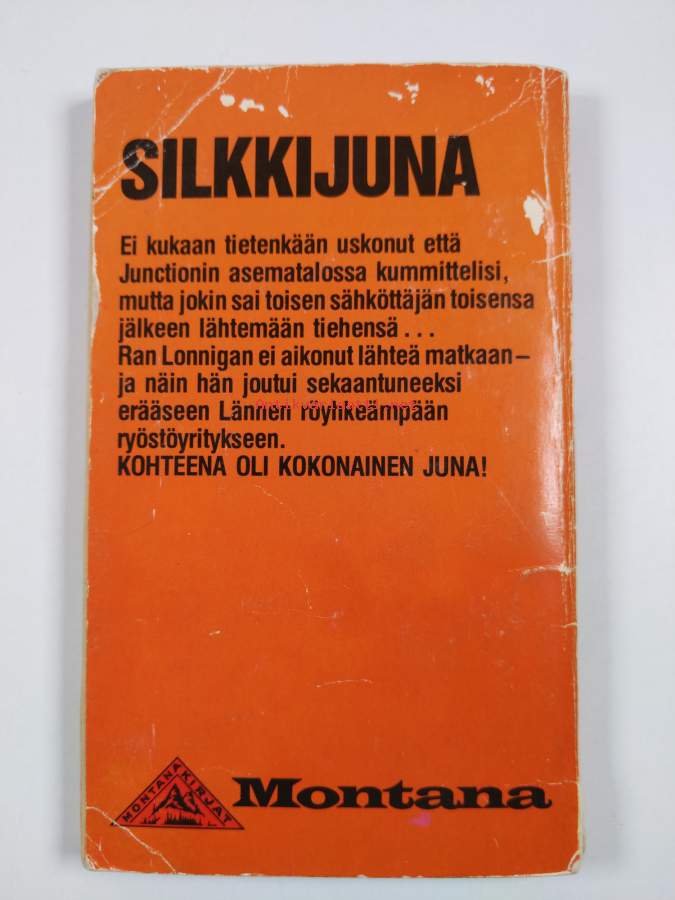 SILKKIJUNA
Ei kukaan tietenkään uskonut että
Junctionin asematalossa kummittelisi,
mutta jokin sai toisen sähköttäjän toisensa
jälkeen lähtemään tiehensä...
Ran Lonnigan ei aikonut lähteä matkaan–
ja näin hän joutui sekaantuneeksi
erääseen Lännen röyhkeämpään
Antikvariaatti.net
ryöstöyritykseen.
KOHTEENA OLI KOKONAINEN JUNA!
MONTANA KIRJAT
Montana